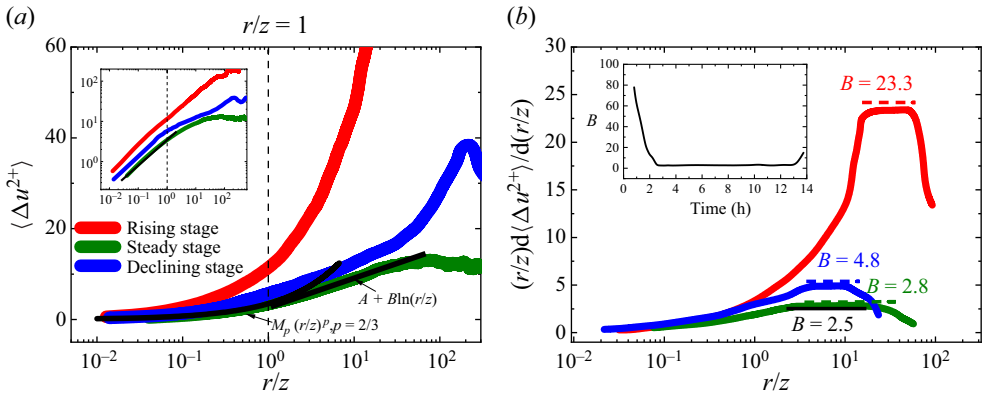 (a)
r/z = 1
60
40
20
0
⟨Δu²⁺⟩
10²
10¹
10⁰
10⁻² 10⁻¹ 10⁰ 10¹ 10²
Rising stage
Steady stage
Declining stage
A + Bln(r/z)
M_p (r/z)^p, p = 2/3
10⁻² 10⁻¹ 10⁰ 10¹ 10²
r/z
(b)
30
25
20
15
10
5
0
(r/z)d⟨Δu²⁺⟩/d(r/z)
100
80
60
40
20
0
B
0 2 4 6 8 10 12 14
Time (h)
B = 23.3
B = 4.8
B = 2.8
B = 2.5
10⁻² 10⁻¹ 10⁰ 10¹ 10²
r/z